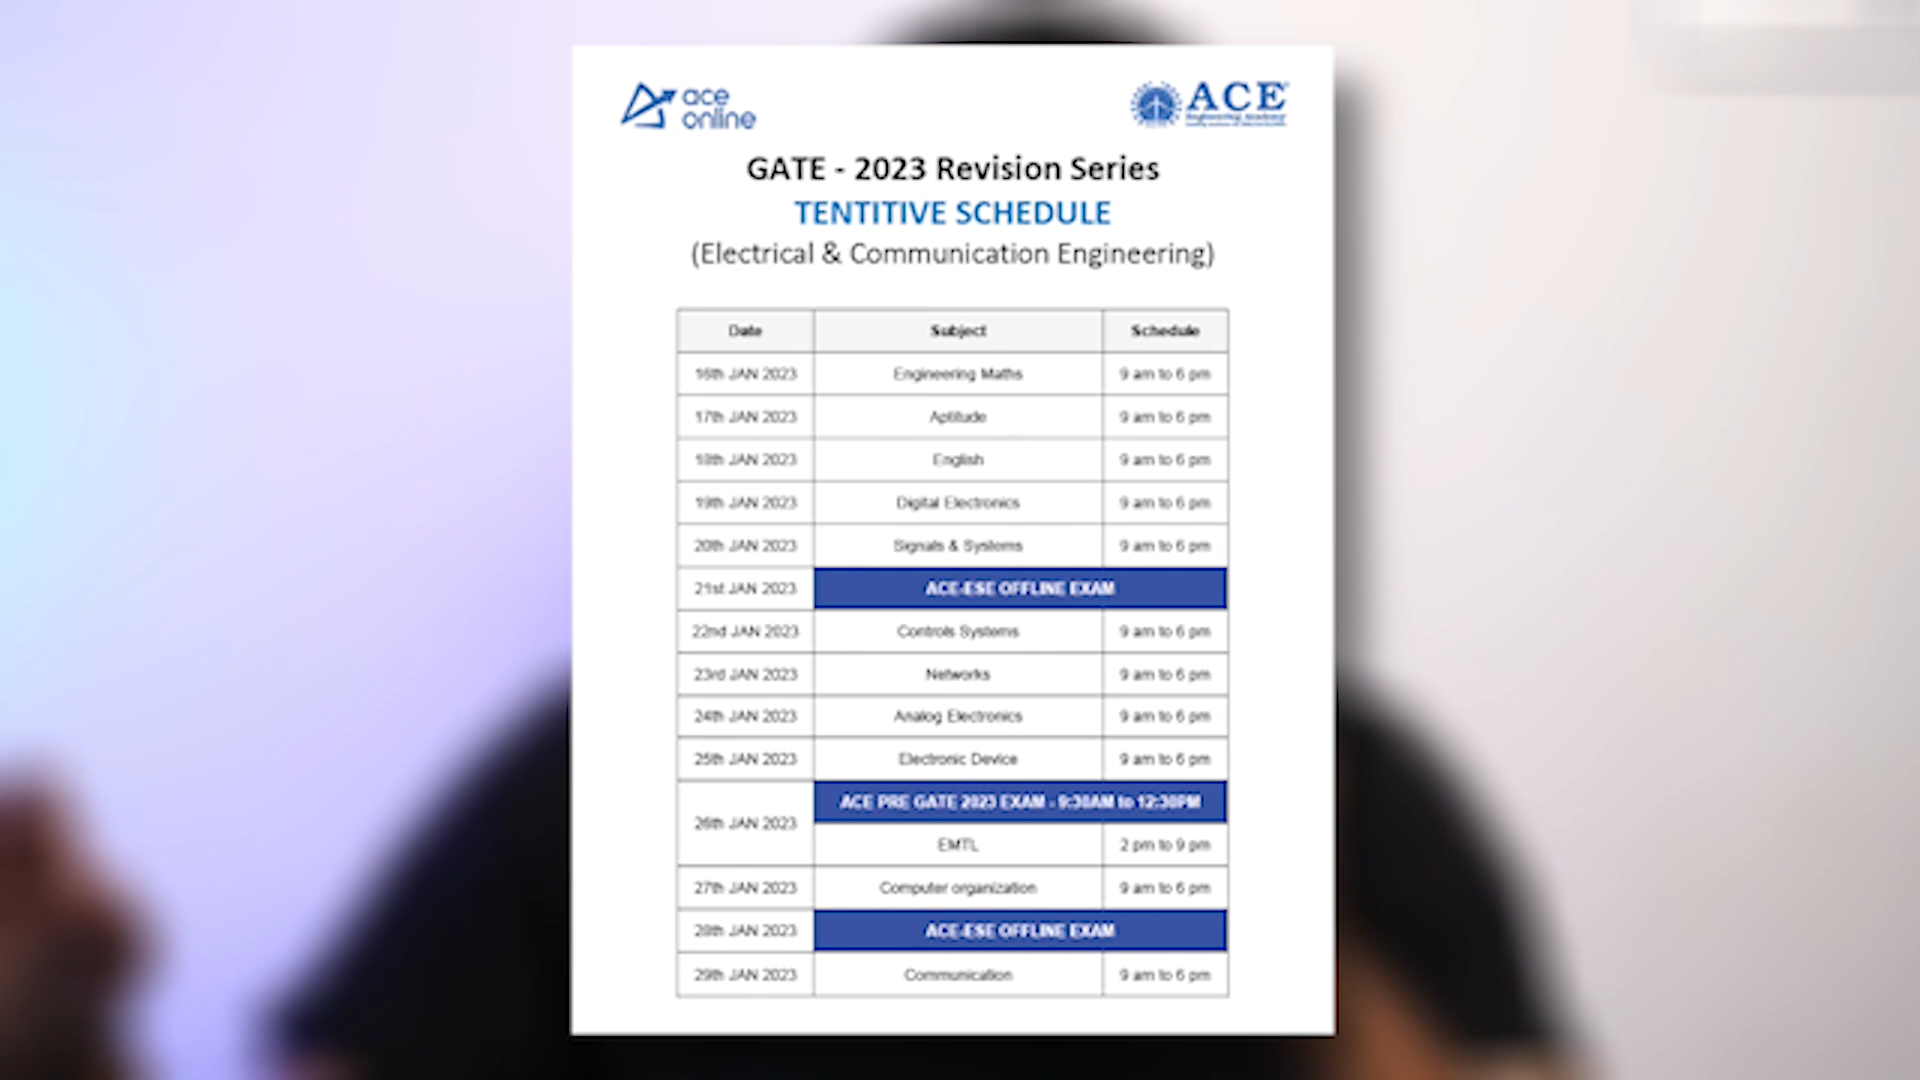 ace
online
ACE
Engineering Academy
GATE - 2023 Revision Series
TENTITIVE SCHEDULE
(Electrical & Communication Engineering)
Date Subject Schedule
16th JAN 2023 Engineering Maths 9 am to 6 pm
17th JAN 2023 Aptitude 9 am to 6 pm
18th JAN 2023 English 9 am to 6 pm
19th JAN 2023 Digital Electronics 9 am to 6 pm
20th JAN 2023 Signals & Systems 9 am to 6 pm
21st JAN 2023 ACE-ESE OFFLINE EXAM
22nd JAN 2023 Controls Systems 9 am to 6 pm
23rd JAN 2023 Networks 9 am to 6 pm
24th JAN 2023 Analog Electronics 9 am to 6 pm
25th JAN 2023 Electronic Device 9 am to 6 pm
26th JAN 2023 ACE PRE GATE 2023 EXAM - 9:30AM to 12:30PM
EMTL 2 pm to 9 pm
27th JAN 2023 Computer organization 9 am to 6 pm
28th JAN 2023 ACE-ESE OFFLINE EXAM
29th JAN 2023 Communication 9 am to 6 pm